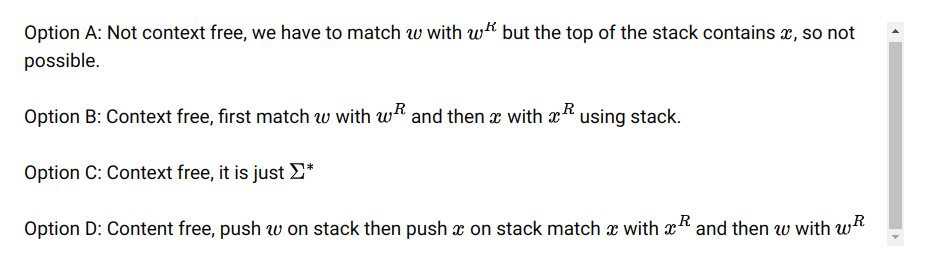 Option A: Not context free, we have to match w with w^R but the top of the stack contains x, so not
possible.
Option B: Context free, first match w with w^R and then x with x^R using stack.
Option C: Context free, it is just Σ*
Option D: Content free, push w on stack then push x on stack match x with x^R and then w with w^R